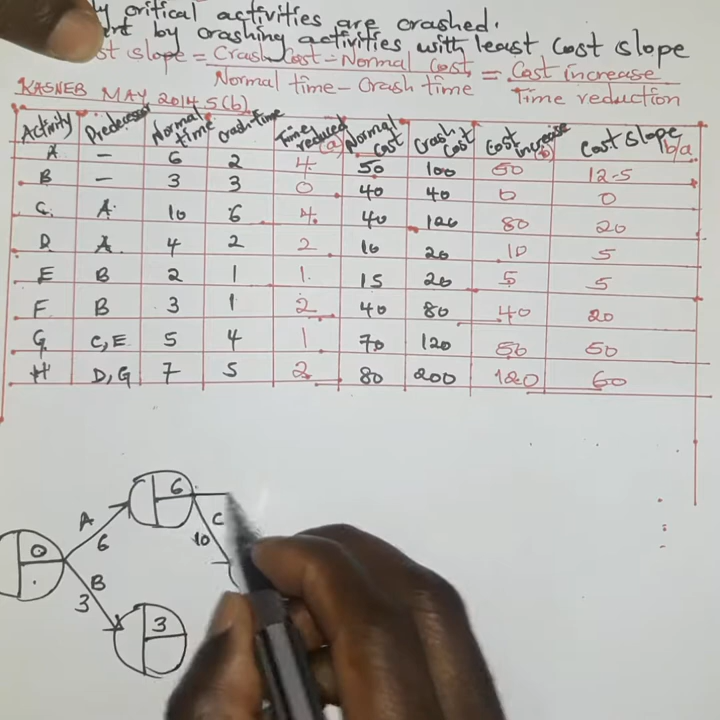 critical activities are crashed.
by crashing activities with least cost slope
cost slope = Crash Cost - Normal Cost / Normal time - Crash time = Cost increase / Time reduction
KASNEB MAY 2014 5(b)
Activity Predecessor Normal time Crash time Time reduced (a) Normal cost Crash cost Cost increase (b) Cost slope b/a
A - 6 2 4 50 100 50 12.5
B - 3 3 0 40 40 0 0
C. A. 10 6 4 40 120 80 20
D A 4 2 2 10 20 10 5
E B 2 1 1 15 20 5 5
F B 3 1 2 40 80 40 20
G C, E 5 4 1 70 120 50 50
H D, G 7 5 2 80 200 120 60
6
A C
6 10
0
B
3 3